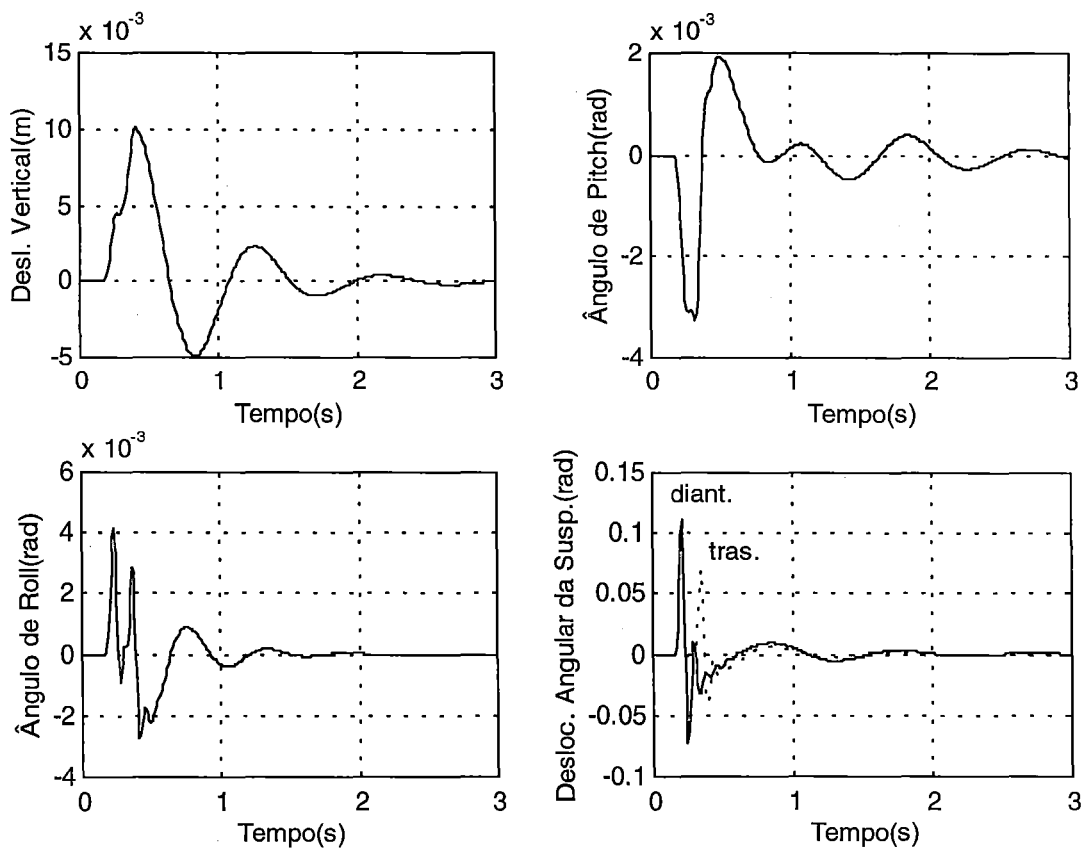 x 10-3
15
10
5
0
-5
Desl. Vertical(m)
0 1 2 3
Tempo(s)
x 10-3
2
0
-2
-4
Ângulo de Pitch(rad)
0 1 2 3
Tempo(s)
x 10-3
6
4
2
0
-2
-4
Ângulo de Roll(rad)
0 1 2 3
Tempo(s)
0.15
0.1
0.05
0
-0.05
-0.1
Desloc. Angular da Susp.(rad)
diant.
tras.
0 1 2 3
Tempo(s)